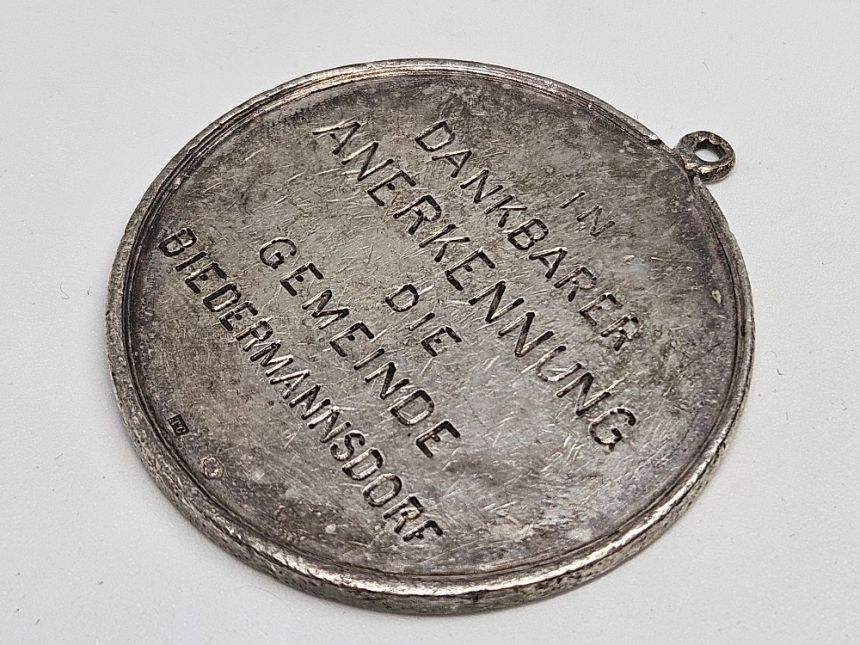 IN
DANKBARER
ANERKENNUNG
DIE
GEMEINDE
BIEDERMANNSDORF